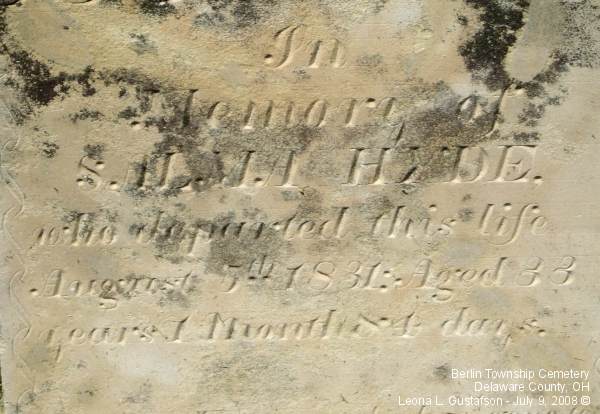 In
Memory of
SALMA HYDE.
who departed this life
August 5th 1831; Aged 33
years 1 Month & 4 days.
Berlin Township Cemetery
Delaware County, OH
Leona L. Gustafson - July 9, 2008 ©